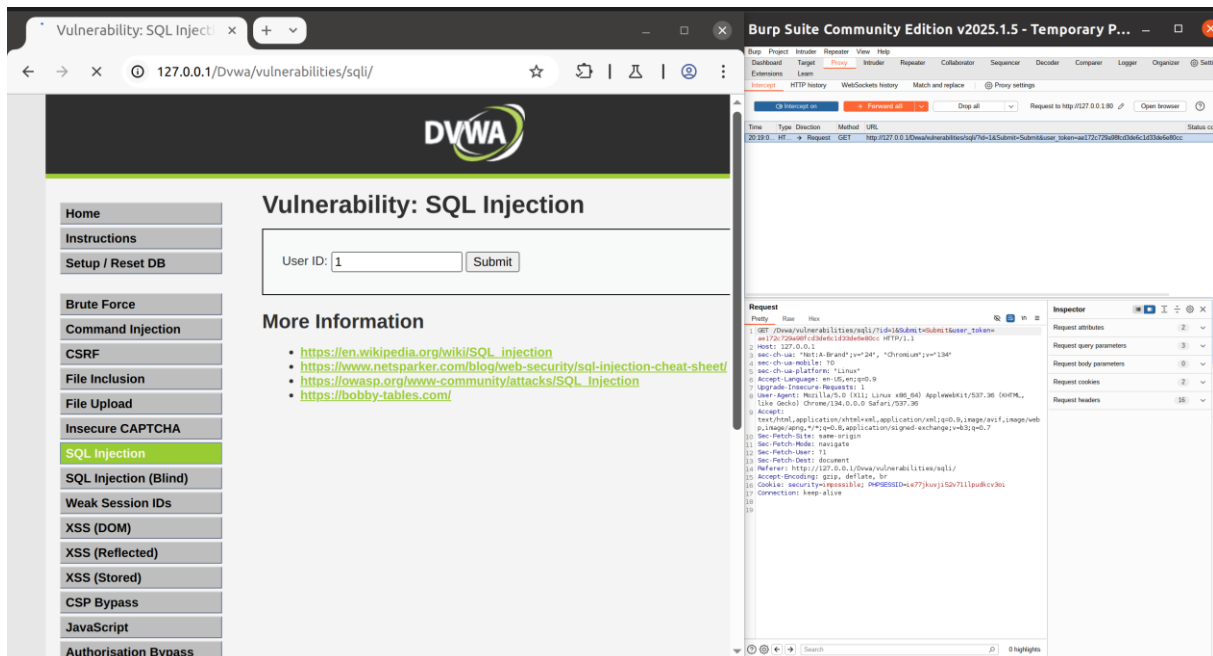 Vulnerability: SQL Injecti
127.0.0.1/Dvwa/vulnerabilities/sqli/
DVWA
Home
Instructions
Setup / Reset DB
Brute Force
Command Injection
CSRF
File Inclusion
File Upload
Insecure CAPTCHA
SQL Injection
SQL Injection (Blind)
Weak Session IDs
XSS (DOM)
XSS (Reflected)
XSS (Stored)
CSP Bypass
JavaScript
Authorisation Bypass
Vulnerability: SQL Injection
User ID: 1 Submit
More Information
https://en.wikipedia.org/wiki/SQL_injection
https://www.netsparker.com/blog/web-security/sql-injection-cheat-sheet/
https://owasp.org/www-community/attacks/SQL_Injection
https://bobby-tables.com/
Burp Suite Community Edition v2025.1.5 - Temporary P...
Burp Project Intruder Repeater View Help
Dashboard Target Proxy Intruder Repeater Collaborator Sequencer Decoder Comparer Logger Organizer Setti
Extensions Learn
Intercept HTTP history WebSockets history Match and replace Proxy settings
Intercept on Forward all Drop all Request to http://127.0.0.1:80 Open browser
Time Type Direction Method URL Status co
20:19:0... HT... → Request GET http://127.0.0.1/Dvwa/vulnerabilities/sqli/?id=1&Submit=Submit&user_token=
Request
Pretty Raw Hex
1 GET /Dvwa/vulnerabilities/sqli/?id=1&Submit=Submit&user_token=
HTTP/1.1
2 Host: 127.0.0.1
3 sec-ch-ua: "Not:A-Brand";v="24", "Chromium";v="134"
4 sec-ch-ua-mobile: ?0
5 sec-ch-ua-platform: "Linux"
6 Accept-Language: en-US,en;q=0.9
7 Upgrade-Insecure-Requests: 1
8 User-Agent: Mozilla/5.0 (X11; Linux x86_64) AppleWebKit/537.36 (KHTML,
like Gecko) Chrome/134.0.0.0 Safari/537.36
9 Accept:
text/html,application/xhtml+xml,application/xml;q=0.9,image/avif,image/web
p,image/apng,*/*;q=0.8,application/signed-exchange;v=b3;q=0.7
10 Sec-Fetch-Site: same-origin
11 Sec-Fetch-Mode: navigate
12 Sec-Fetch-User: ?1
13 Sec-Fetch-Dest: document
14 Referer: http://127.0.0.1/Dvwa/vulnerabilities/sqli/
15 Accept-Encoding: gzip, deflate, br
16 Cookie: security=impossible; PHPSESSID=
17 Connection: keep-alive
18
19
Search 0 highlights
Inspector
Request attributes 2
Request query parameters 3
Request body parameters 0
Request cookies 2
Request headers 16